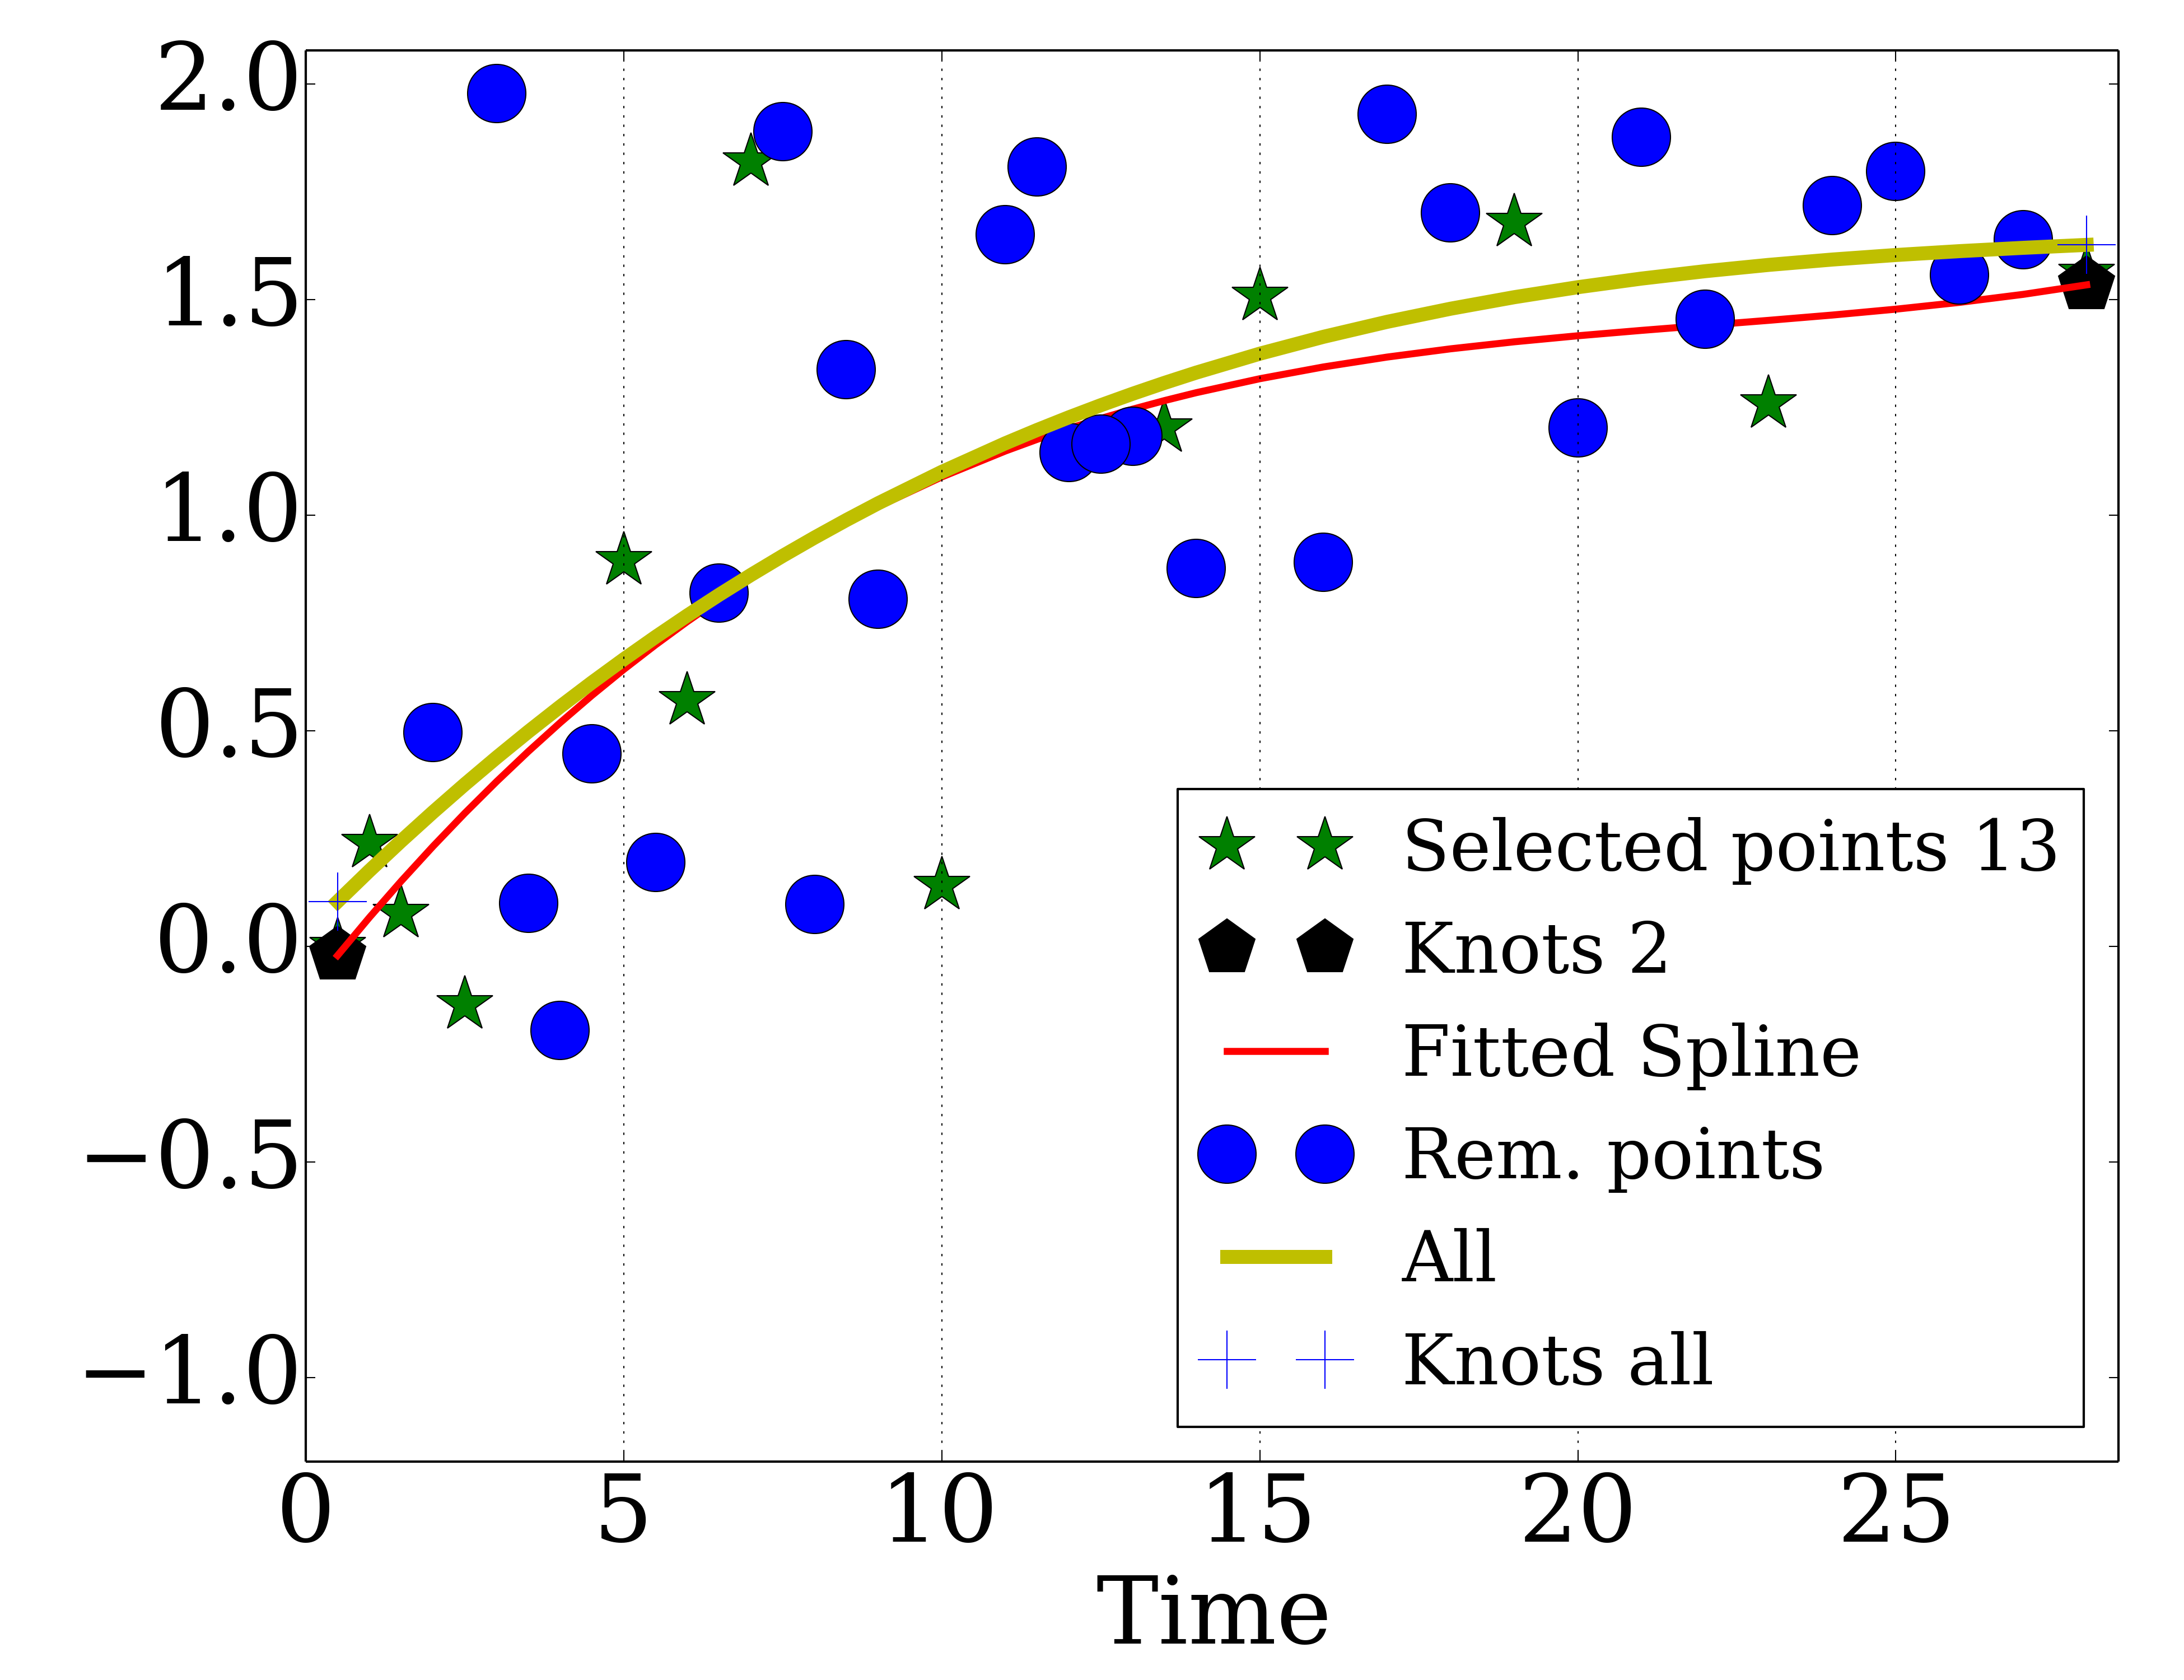 2.0
1.5
1.0
0.5
0.0
−0.5
−1.0
0 5 10 15 20 25
Time
Selected points 13
Knots 2
Fitted Spline
Rem. points
All
Knots all